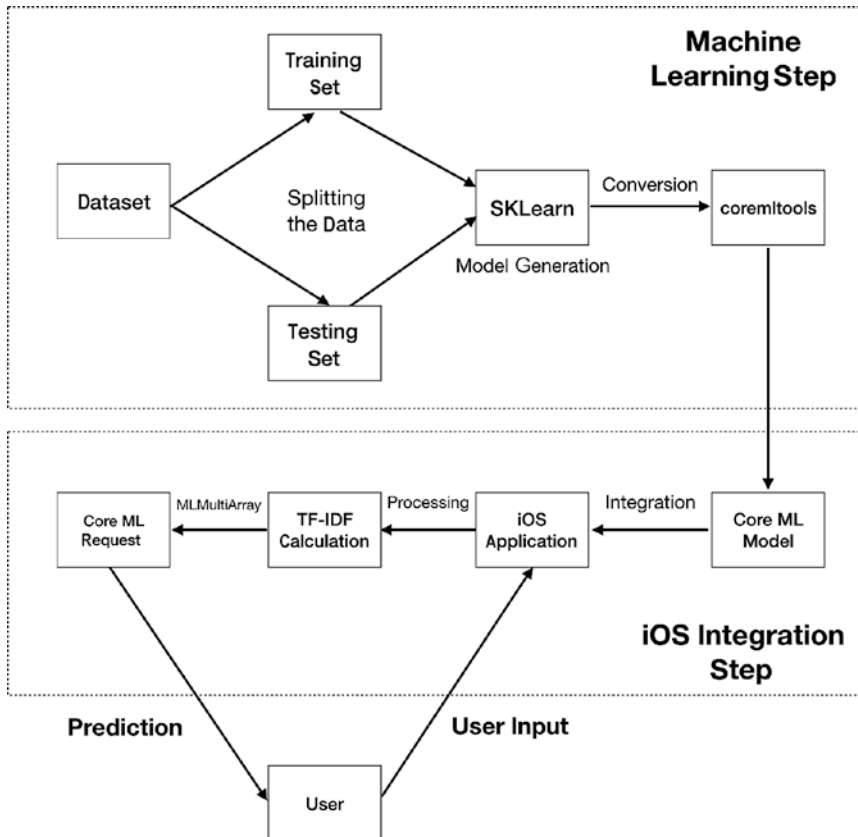 Machine
Learning Step
Training
Set
Dataset
Splitting
the Data
SKLearn
Conversion
coremltools
Model Generation
Testing
Set
Core ML
Request
MLMultiArray
TF-IDF
Calculation
Processing
iOS
Application
Integration
Core ML
Model
iOS Integration
Step
Prediction
User Input
User